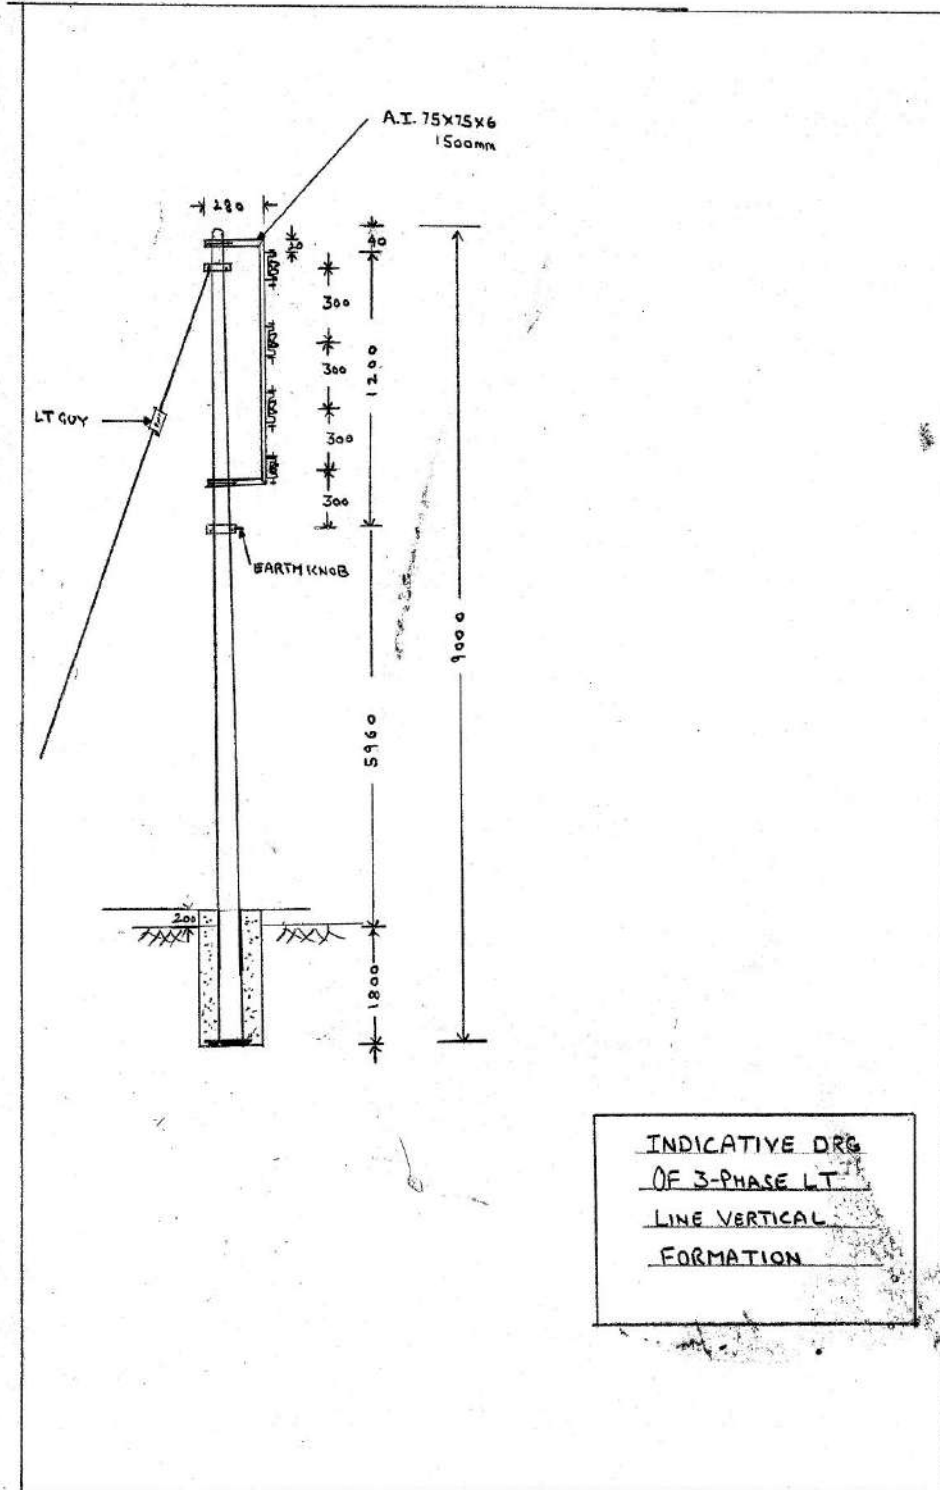 A.I. 75X75X6
1500mm
280
40
300
300
1200
LT GUY
300
300
EARTH KNOB
9000
5960
200
1800
INDICATIVE DRG
OF 3-PHASE LT
LINE VERTICAL
FORMATION